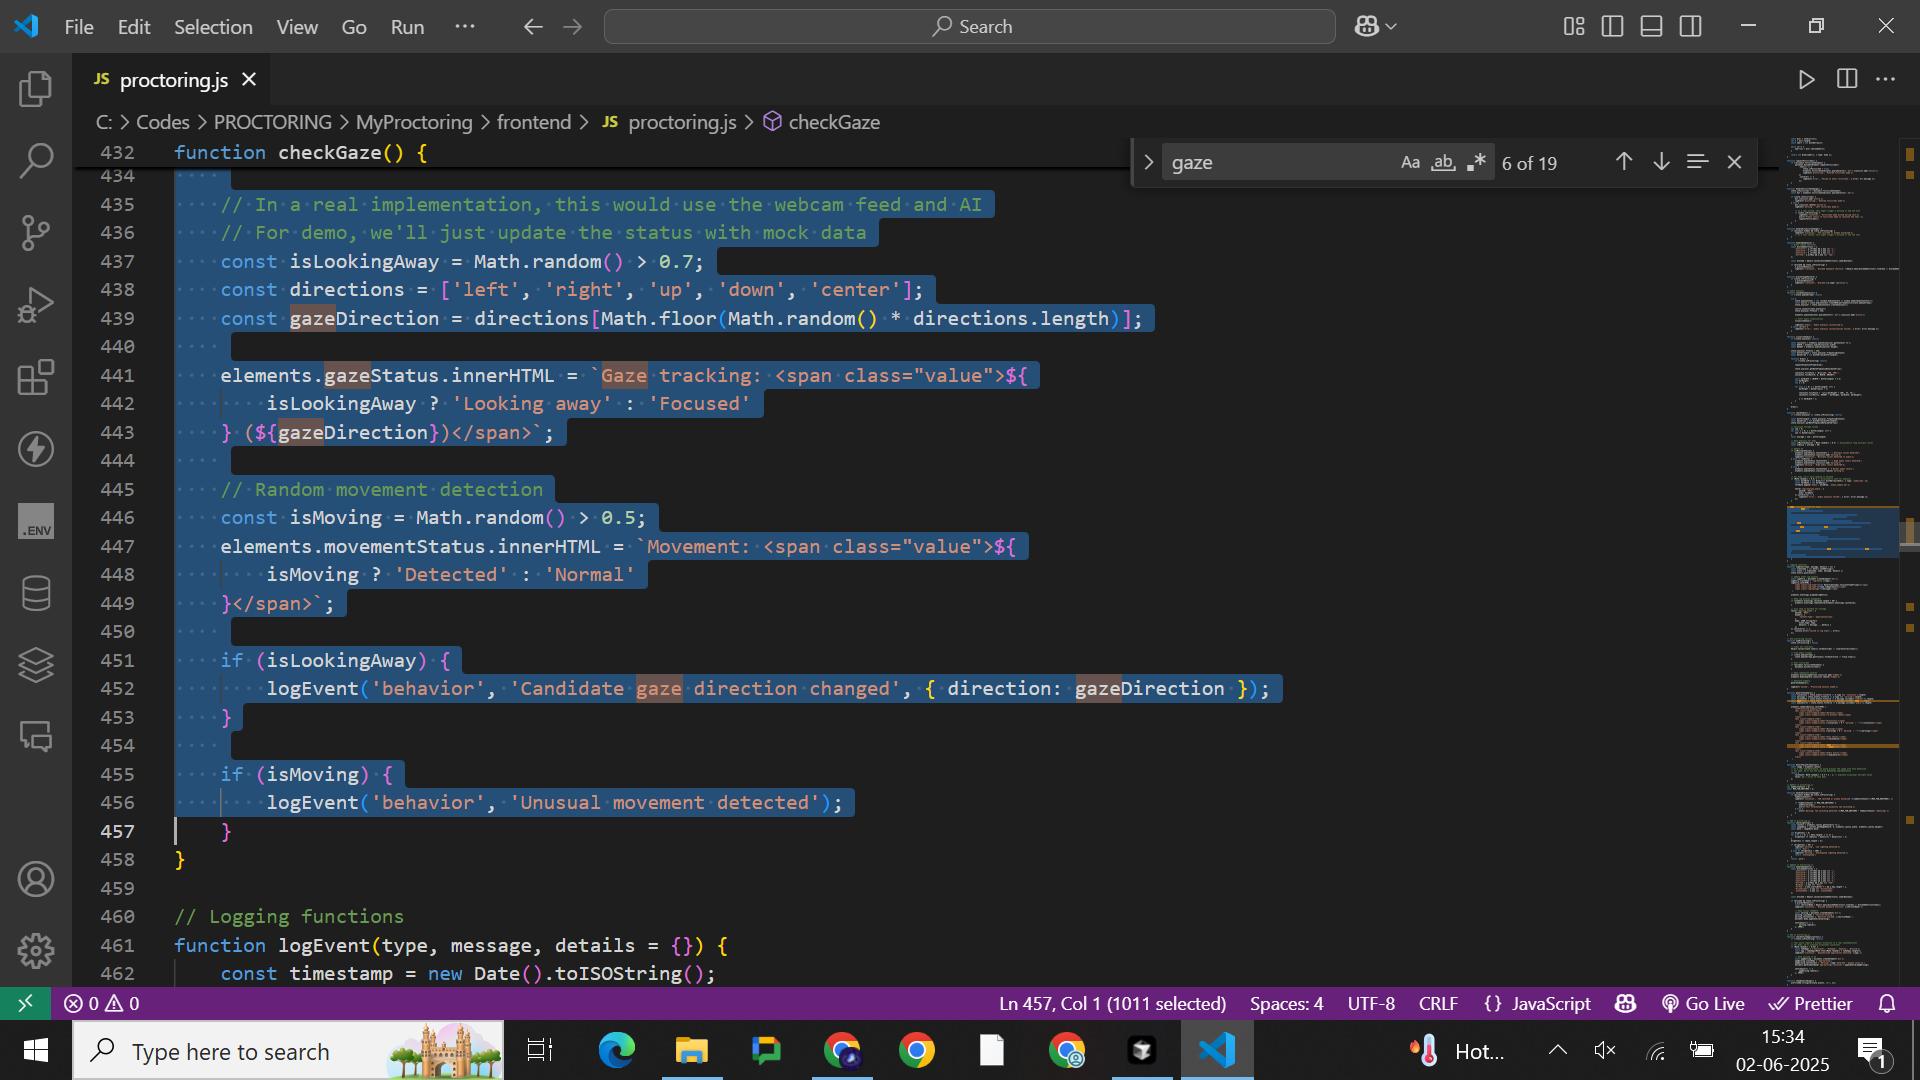 File Edit Selection View Go Run ··· Search
JS proctoring.js
C: > Codes > PROCTORING > MyProctoring > frontend > JS proctoring.js > checkGaze
gaze Aa ab, .* 6 of 19
432 function checkGaze() {
434
435 // In a real implementation, this would use the webcam feed and AI
436 // For demo, we'll just update the status with mock data
437 const isLookingAway = Math.random() > 0.7;
438 const directions = ['left', 'right', 'up', 'down', 'center'];
439 const gazeDirection = directions[Math.floor(Math.random() * directions.length)];
440
441 elements.gazeStatus.innerHTML = `Gaze tracking: <span class="value">${
442 isLookingAway ? 'Looking away' : 'Focused'
443 } (${gazeDirection})</span>`;
444
445 // Random movement detection
446 const isMoving = Math.random() > 0.5;
447 elements.movementStatus.innerHTML = `Movement: <span class="value">${
448 isMoving ? 'Detected' : 'Normal'
449 }</span>`;
450
451 if (isLookingAway) {
452 logEvent('behavior', 'Candidate gaze direction changed', { direction: gazeDirection });
453 }
454
455 if (isMoving) {
456 logEvent('behavior', 'Unusual movement detected');
457 }
458 }
459
460 // Logging functions
461 function logEvent(type, message, details = {}) {
462 const timestamp = new Date().toISOString();
.ENV
0 0 Ln 457, Col 1 (1011 selected) Spaces: 4 UTF-8 CRLF {} JavaScript Go Live Prettier
Type here to search Hot... 15:34
02-06-2025
1